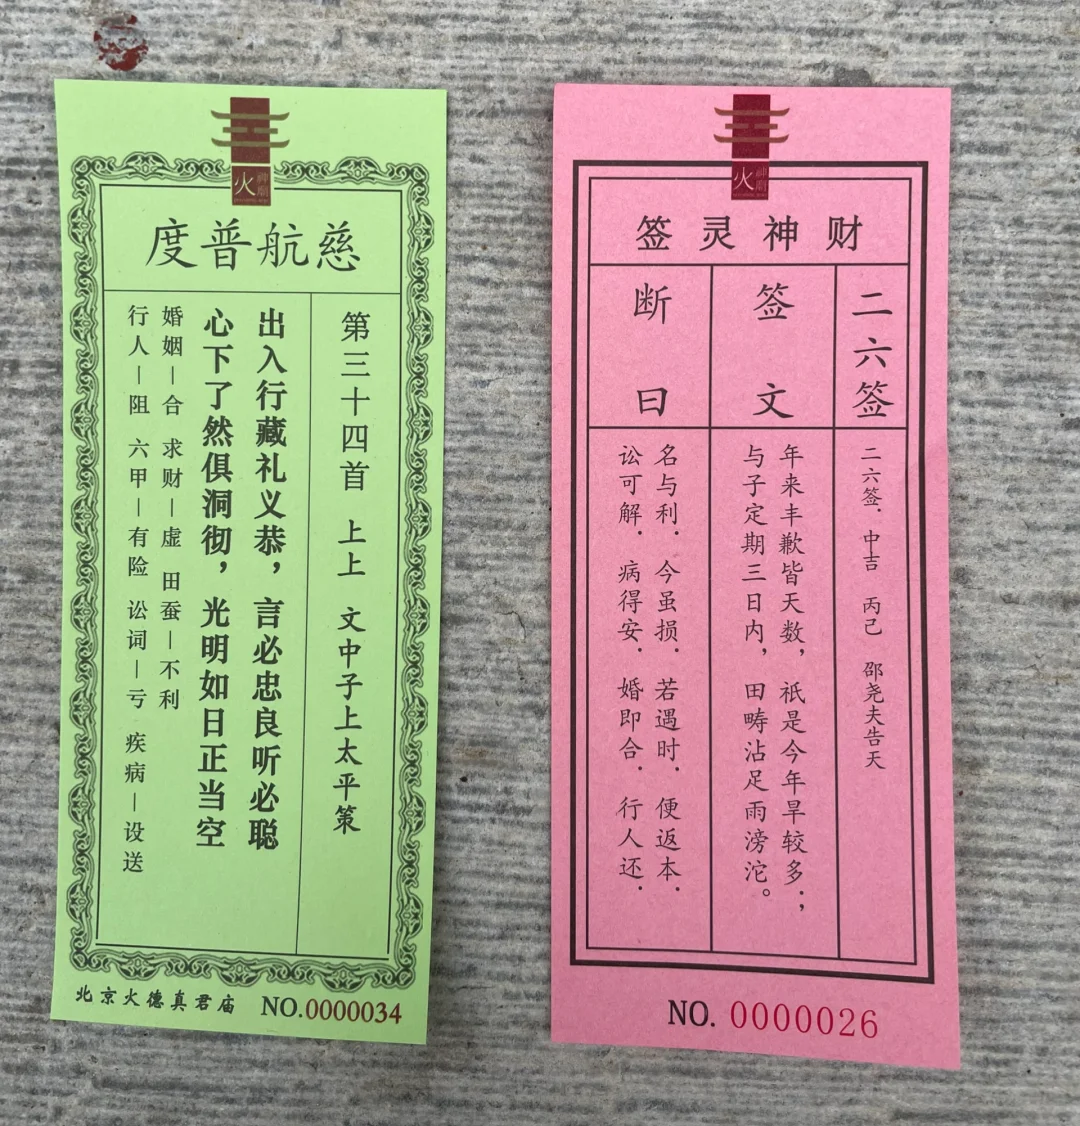 火
神廟
慈航普度
第三十四首 上上 文中子上太平策
出入行藏礼义恭，言必忠良听必聪
心下了然俱洞彻，光明如日正当空
婚姻—合 求财—虚 田蚕—不利
行人—阻 六甲—有险 讼词—亏 疾病—设送
北京火德真君庙 NO.0000034
火
神廟
财神灵签
二六签
二六签．中吉 丙己 邵尧夫告天
签文
年来丰歉皆天数，祇是今年旱较多；
与子定期三日内，田畴沾足雨滂沱。
断曰
名与利．今虽损．若遇时．便返本．
讼可解．病得安．婚即合．行人还．
NO. 0000026